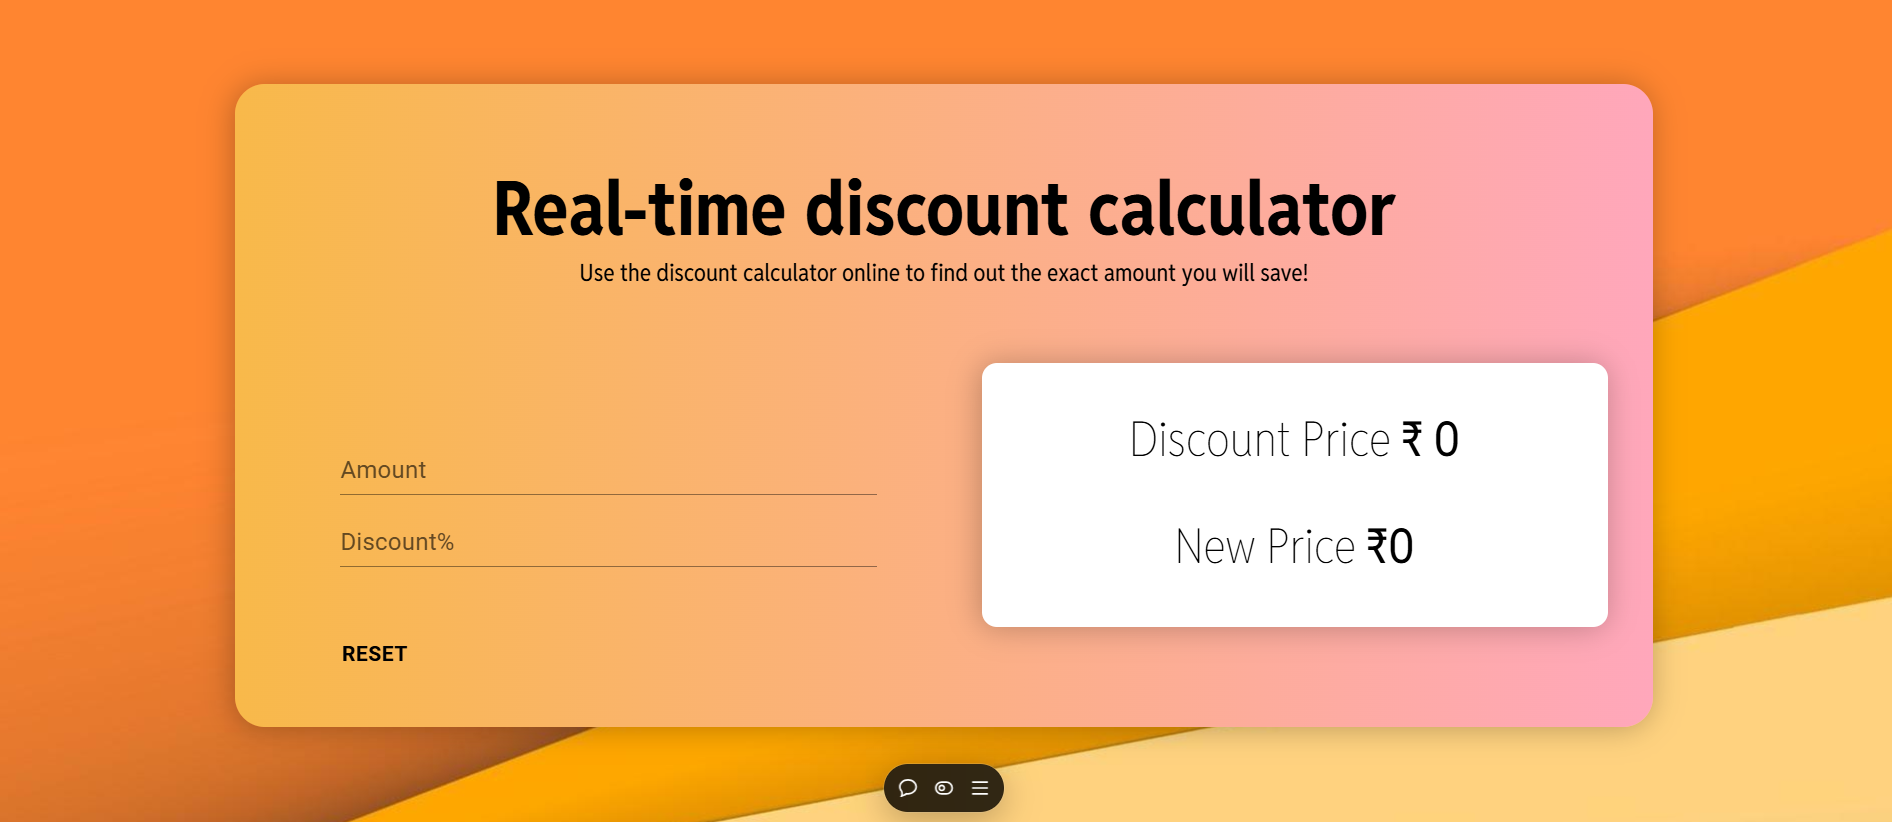 Real-time discount calculator
Use the discount calculator online to find out the exact amount you will save!
Amount
Discount%
RESET
Discount Price ₹ 0
New Price ₹0